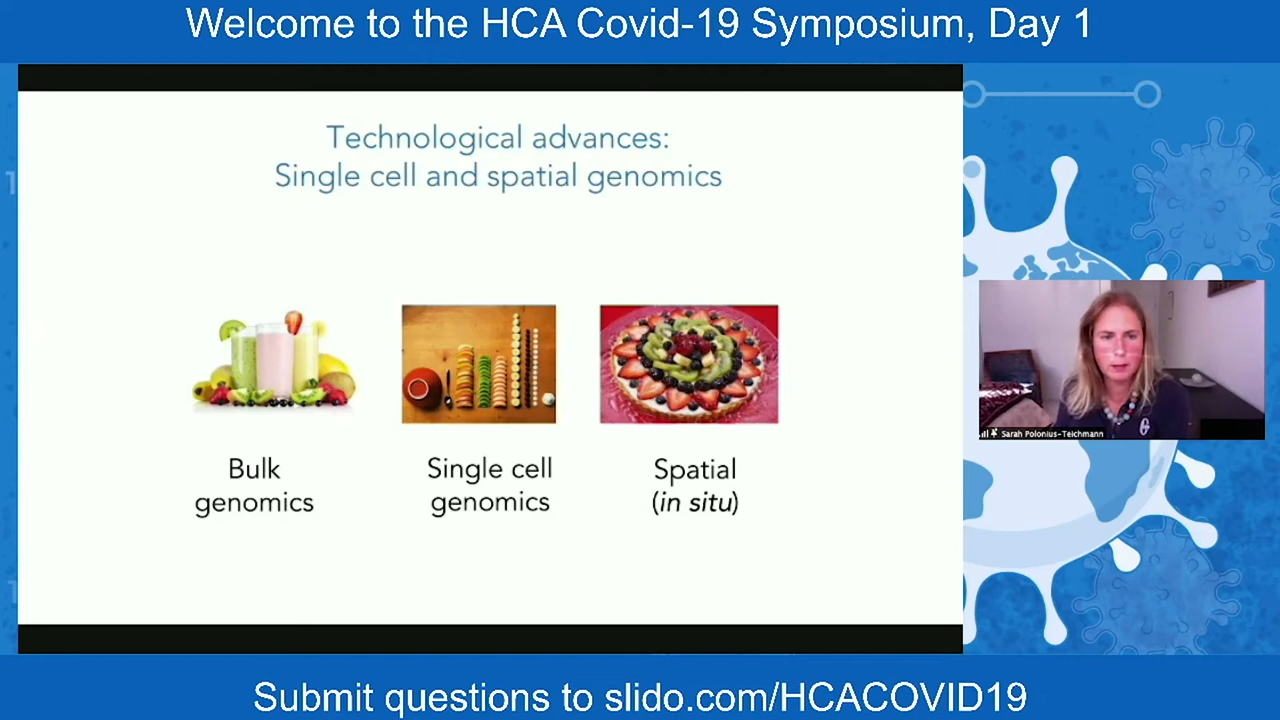 Welcome to the HCA Covid-19 Symposium, Day 1
Technological advances:
Single cell and spatial genomics
Bulk
genomics
Single cell
genomics
Spatial
(in situ)
Sarah Polonius-Teichmann
Submit questions to slido.com/HCACOVID19